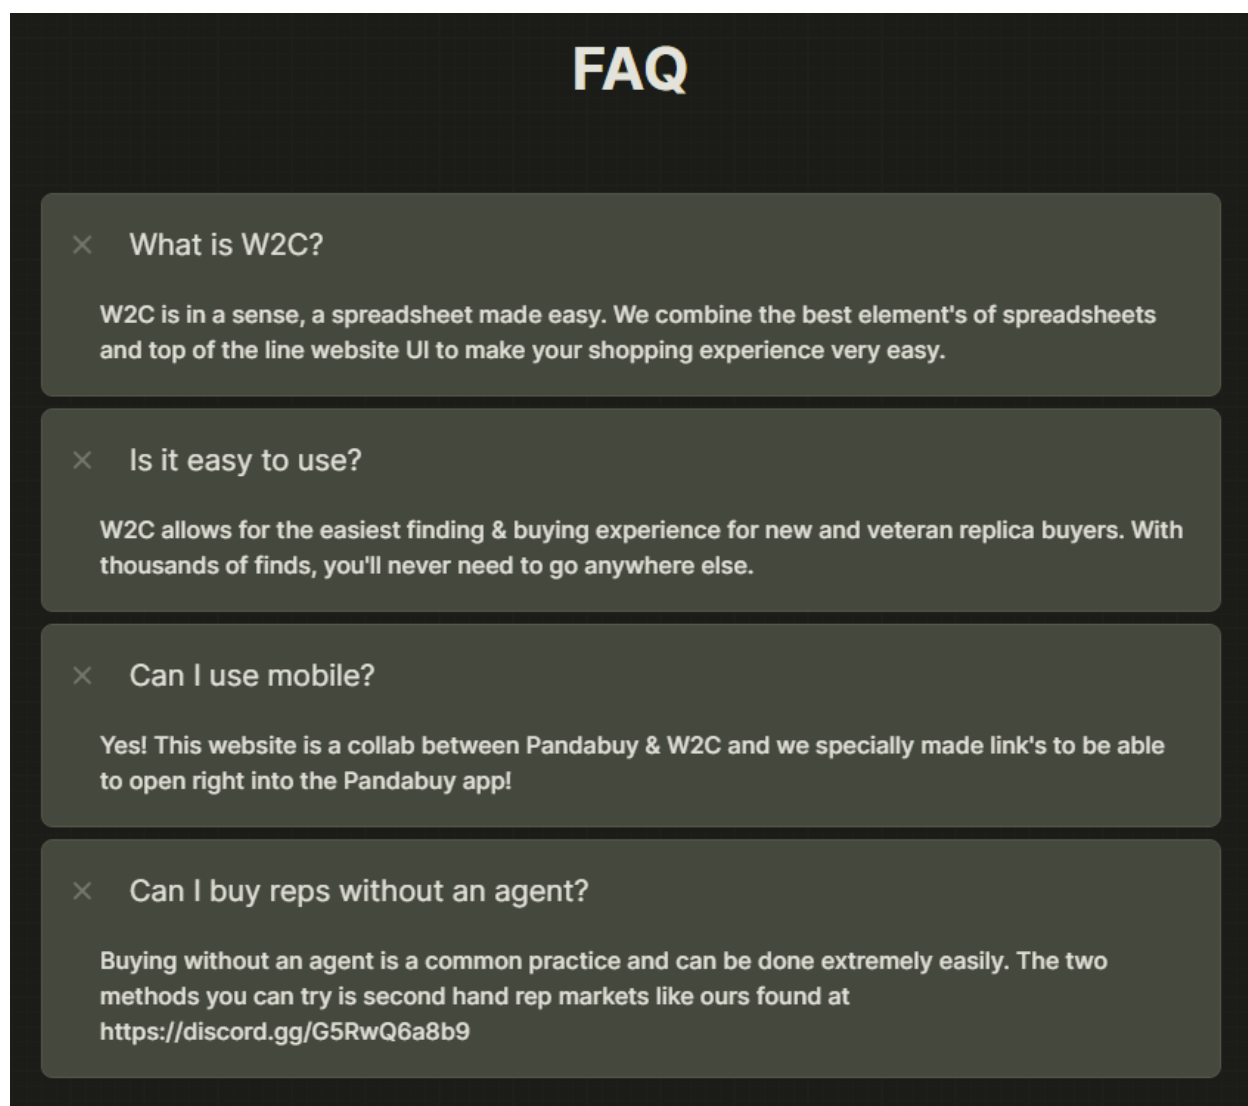 FAQ
What is W2C?
W2C is in a sense, a spreadsheet made easy. We combine the best element's of spreadsheets
and top of the line website UI to make your shopping experience very easy.
Is it easy to use?
W2C allows for the easiest finding & buying experience for new and veteran replica buyers. With
thousands of finds, you'll never need to go anywhere else.
Can I use mobile?
Yes! This website is a collab between Pandabuy & W2C and we specially made link's to be able
to open right into the Pandabuy app!
Can I buy reps without an agent?
Buying without an agent is a common practice and can be done extremely easily. The two
methods you can try is second hand rep markets like ours found at
https://discord.gg/G5RwQ6a8b9